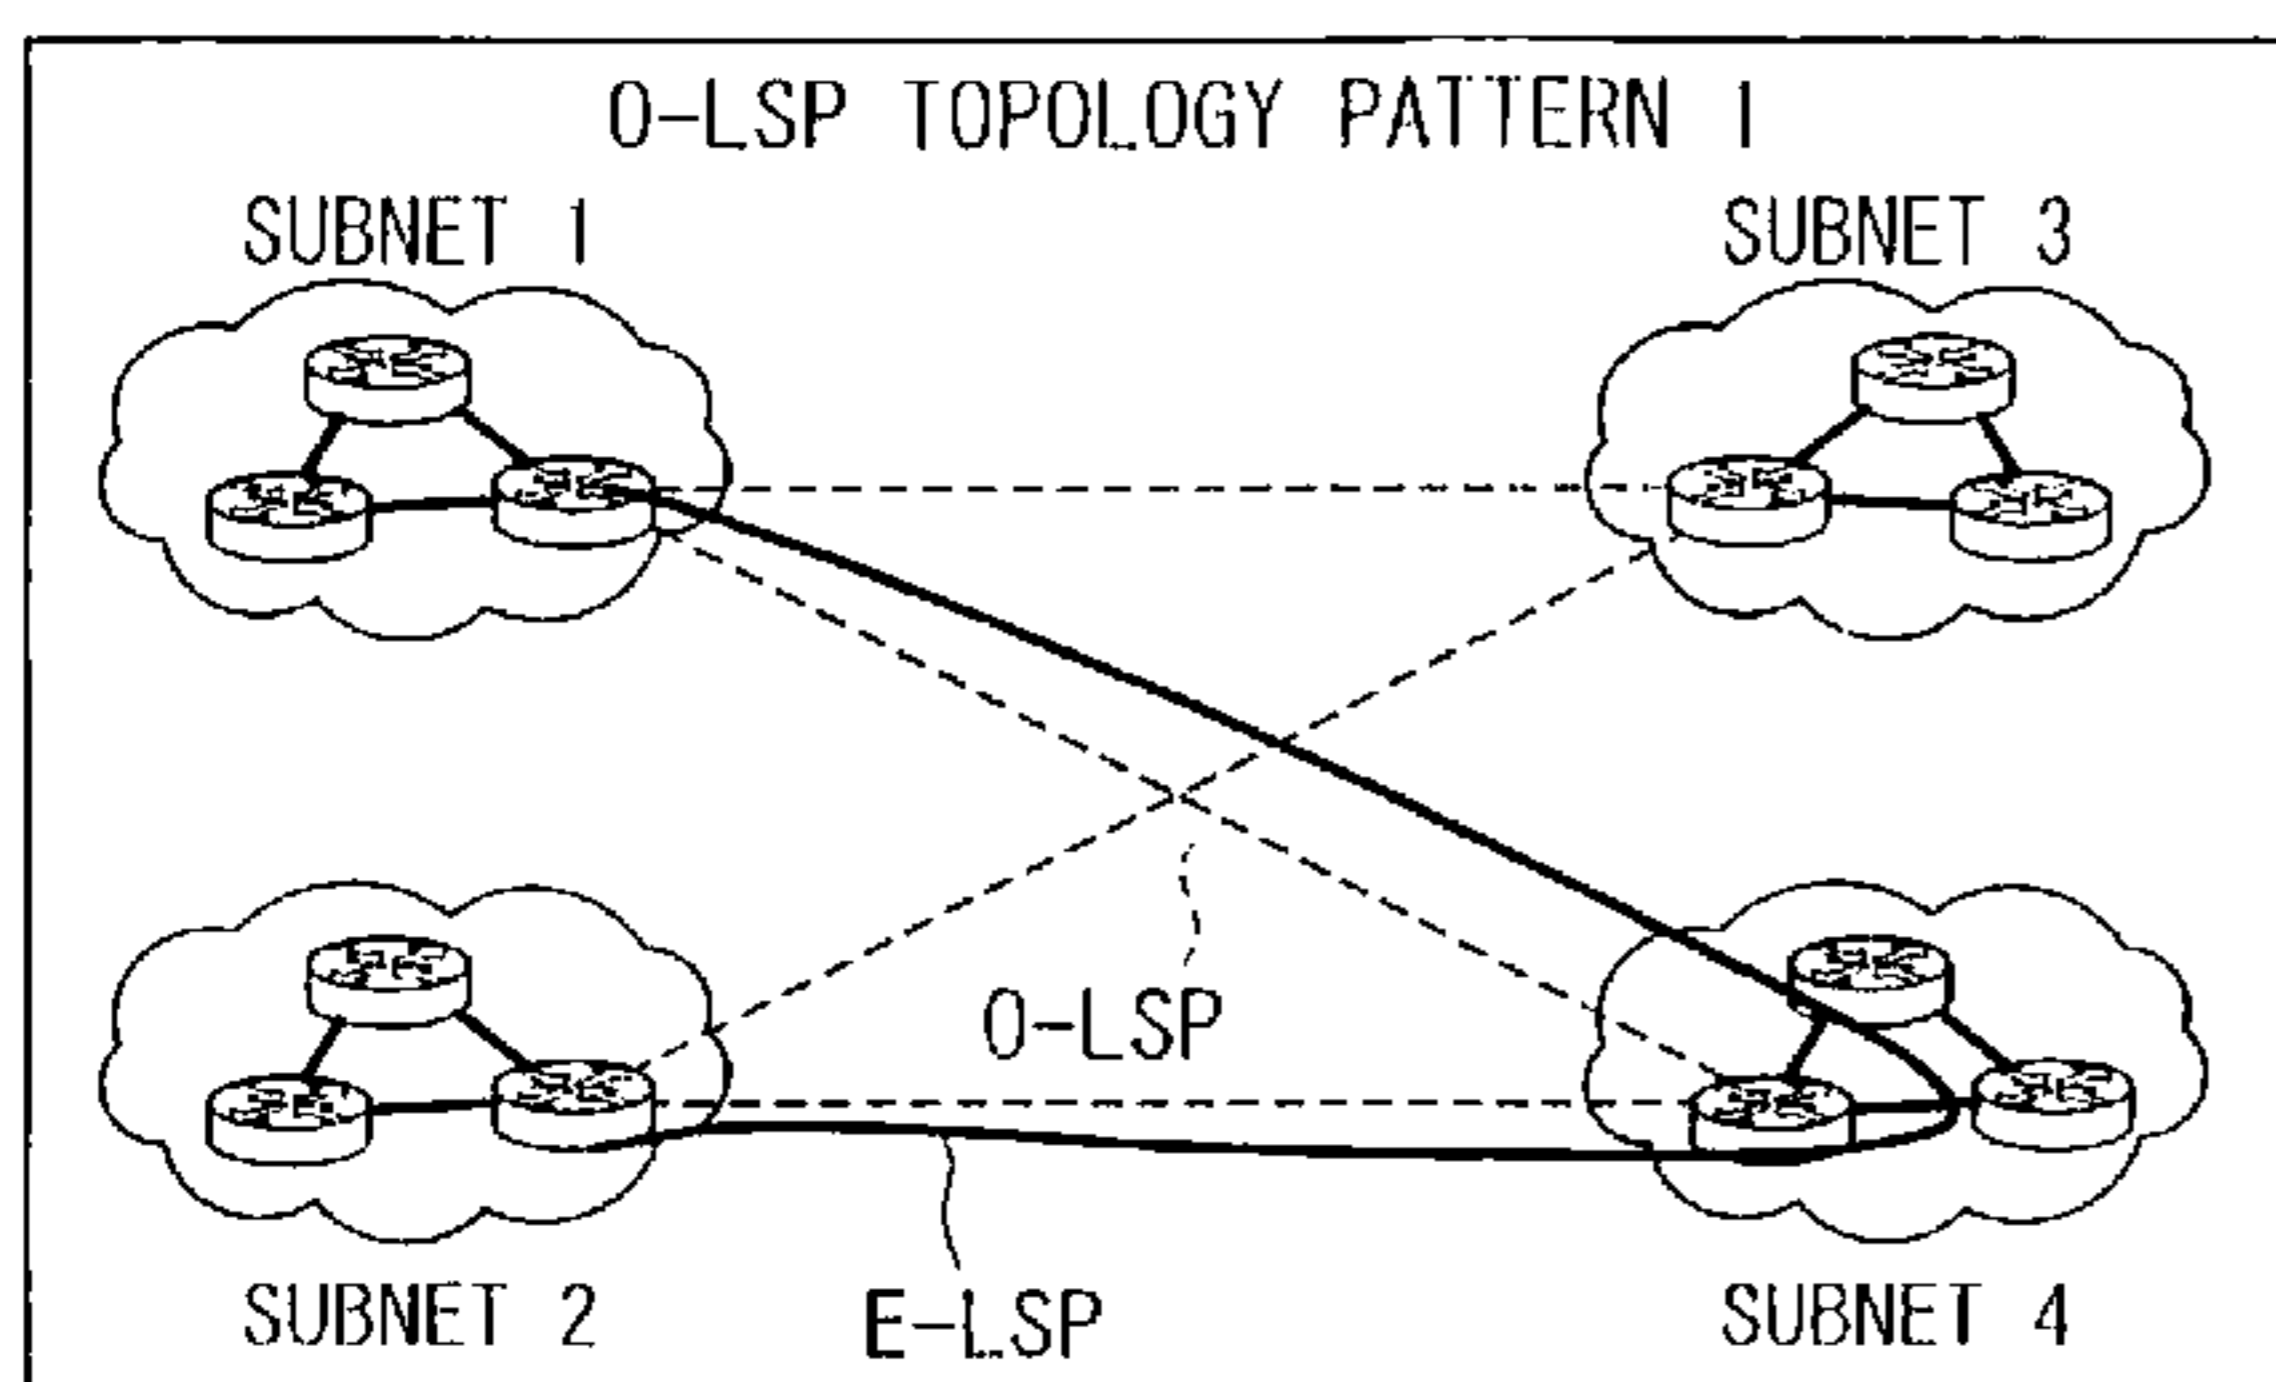 O-LSP TOPOLOGY PATTERN 1
SUBNET 1
SUBNET 3
O-LSP
SUBNET 2
E-LSP
SUBNET 4